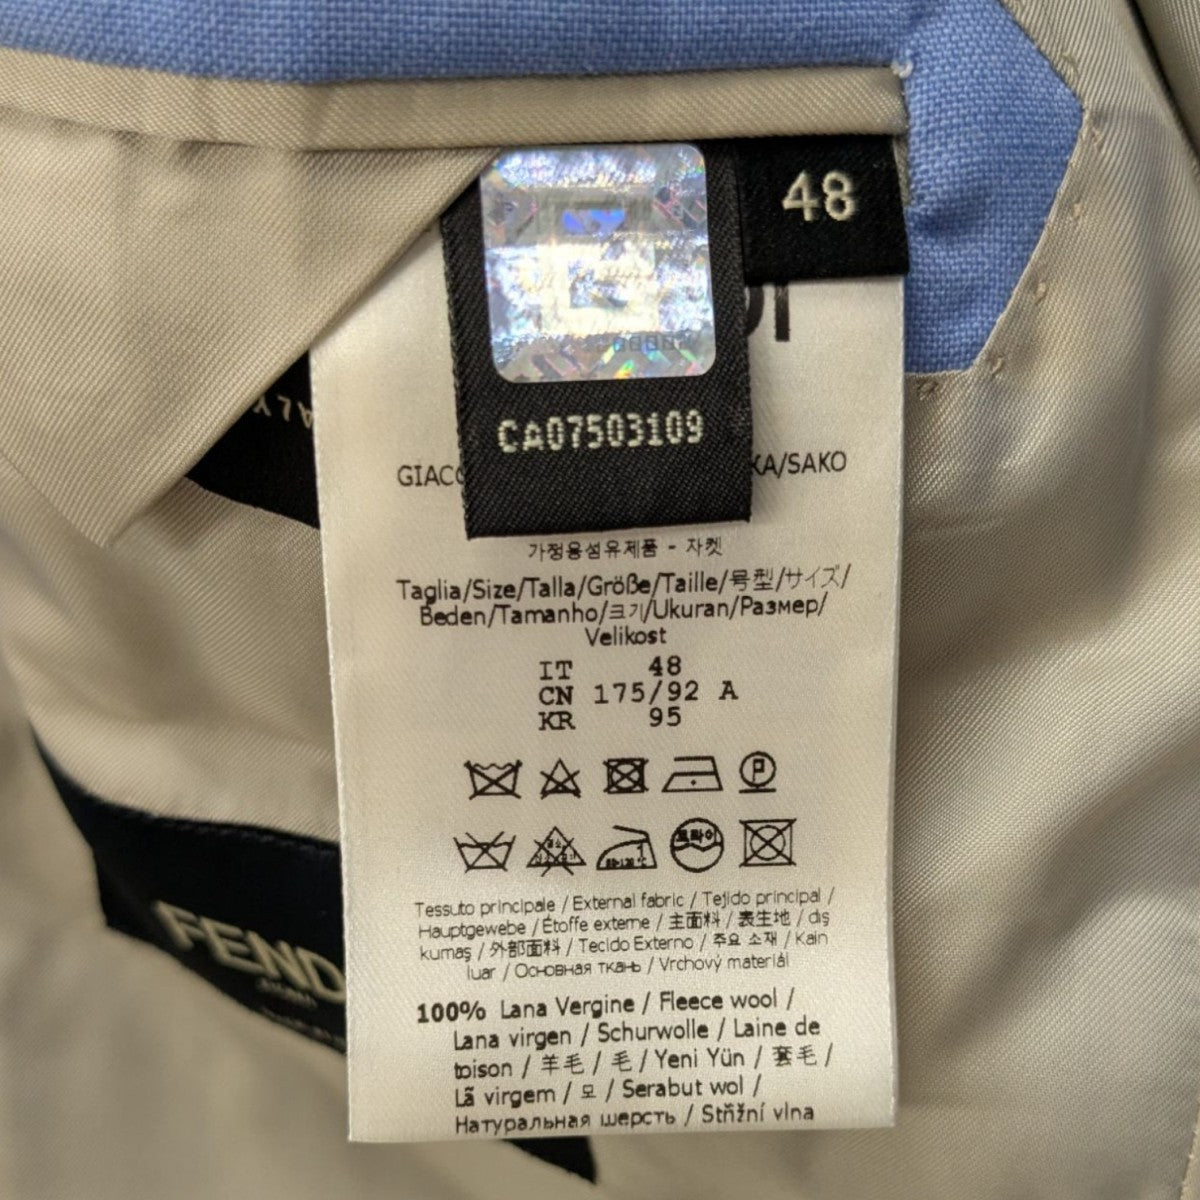 48
CA07503109
KA/SAKO
가정용섬유제품 - 자켓
Taglia/Size/Talla/Größe/Taille/号型/サイズ/
Beden/Tamanho/크기/Ukuran/Размер/
Velikost
IT 48
CN 175/92 A
KR 95
P
드라이
Tessuto principale / External fabric / Tejido principal /
Hauptgewebe / Étoffe externe / 主面料 / 表生地 / dış
kumaş / 外部面料 / Tecido Externo / 주요 소재 / Kain
luar / Основная ткань / Vrchový materiál
100% Lana Vergine / Fleece wool /
Lana virgen / Schurwolle / Laine de
toison / 羊毛 / 毛 / Yeni Yün / 套毛 /
Lã virgem / 모 / Serabut wol /
Натуральная шерсть / Střižní vlna
FEND